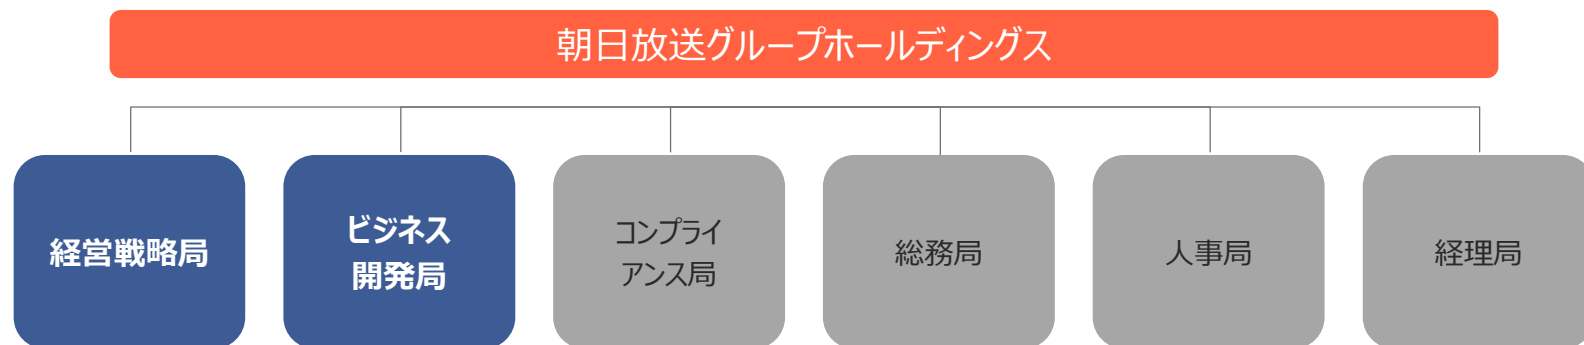 朝日放送グループホールディングス
経営戦略局
ビジネス
開発局
コンプライ
アンス局
総務局
人事局
経理局